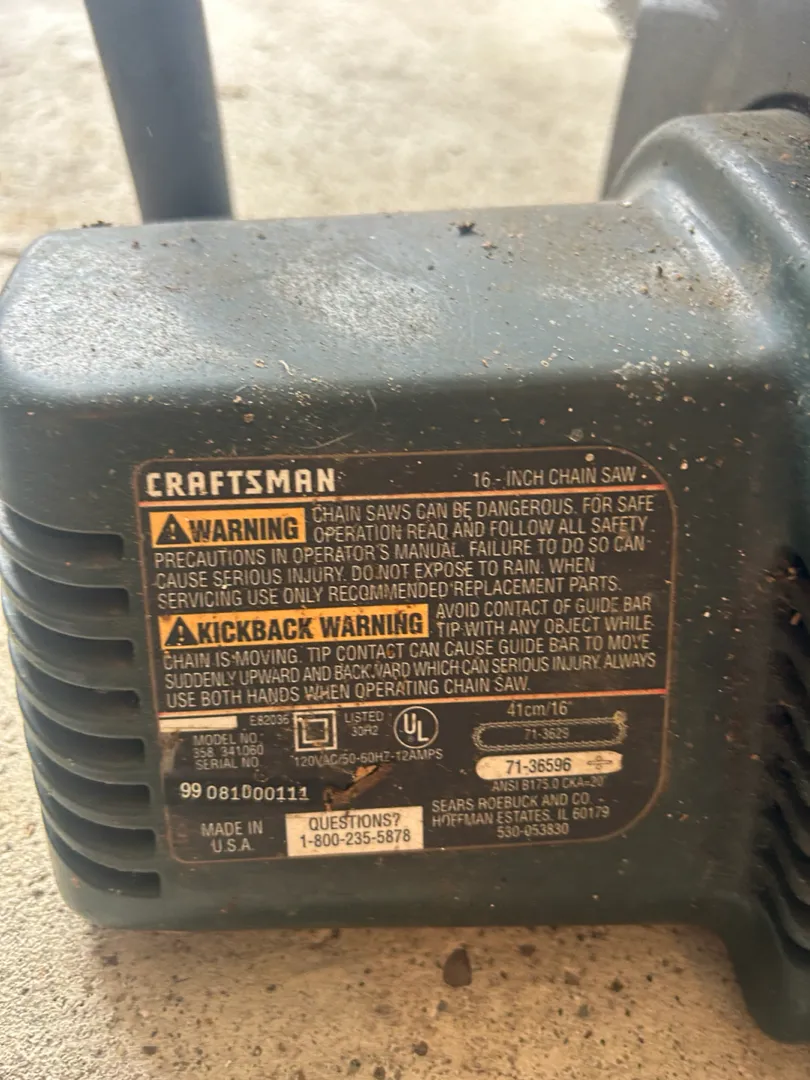 CRAFTSMAN
16-INCH CHAIN SAW
WARNING CHAIN SAWS CAN BE DANGEROUS. FOR SAFE
OPERATION READ AND FOLLOW ALL SAFETY
PRECAUTIONS IN OPERATOR'S MANUAL. FAILURE TO DO SO CAN
CAUSE SERIOUS INJURY. DO NOT EXPOSE TO RAIN. WHEN
SERVICING USE ONLY RECOMMENDED REPLACEMENT PARTS.
KICKBACK WARNING AVOID CONTACT OF GUIDE BAR
TIP WITH ANY OBJECT WHILE
CHAIN IS MOVING. TIP CONTACT CAN CAUSE GUIDE BAR TO MOVE
SUDDENLY UPWARD AND BACKWARD WHICH CAN SERIOUS INJURY. ALWAYS
USE BOTH HANDS WHEN OPERATING CHAIN SAW.
E82036
LISTED
30A2
UL
MODEL NO.
358 341060
SERIAL NO.
120VAC/50-60HZ-12AMPS
99 081000111
MADE IN
U.S.A.
QUESTIONS?
1-800-235-5878
41cm/16"
71-3629
71-36596
ANSI B175.0 CKA=20°
SEARS ROEBUCK AND CO.
HOFFMAN ESTATES, IL 60179
530-053830